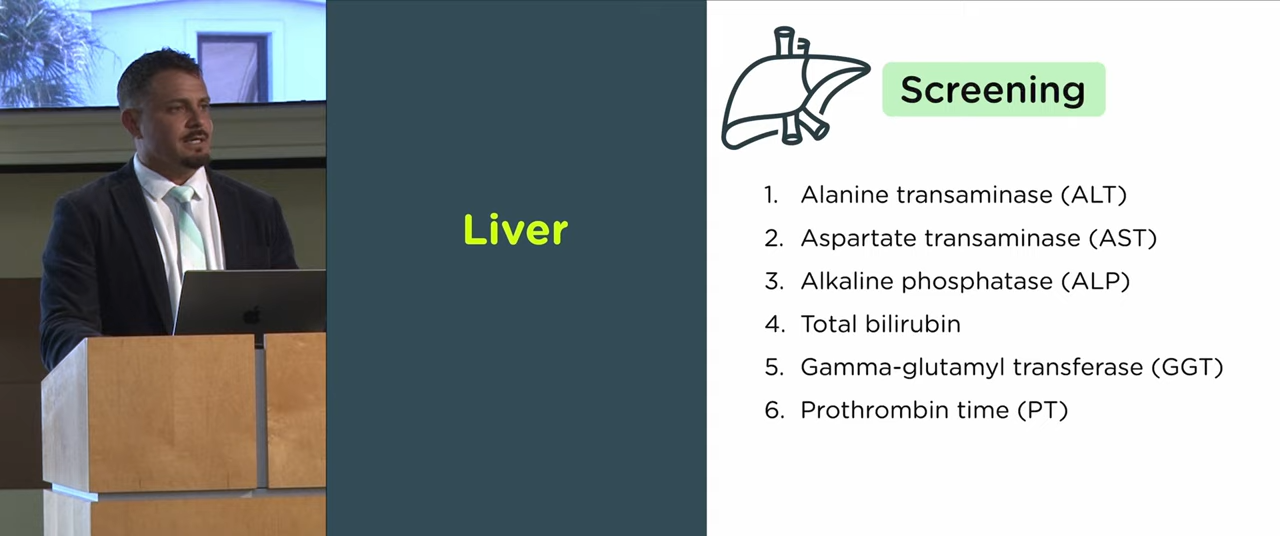 Liver
Screening
1. Alanine transaminase (ALT)
2. Aspartate transaminase (AST)
3. Alkaline phosphatase (ALP)
4. Total bilirubin
5. Gamma-glutamyl transferase (GGT)
6. Prothrombin time (PT)